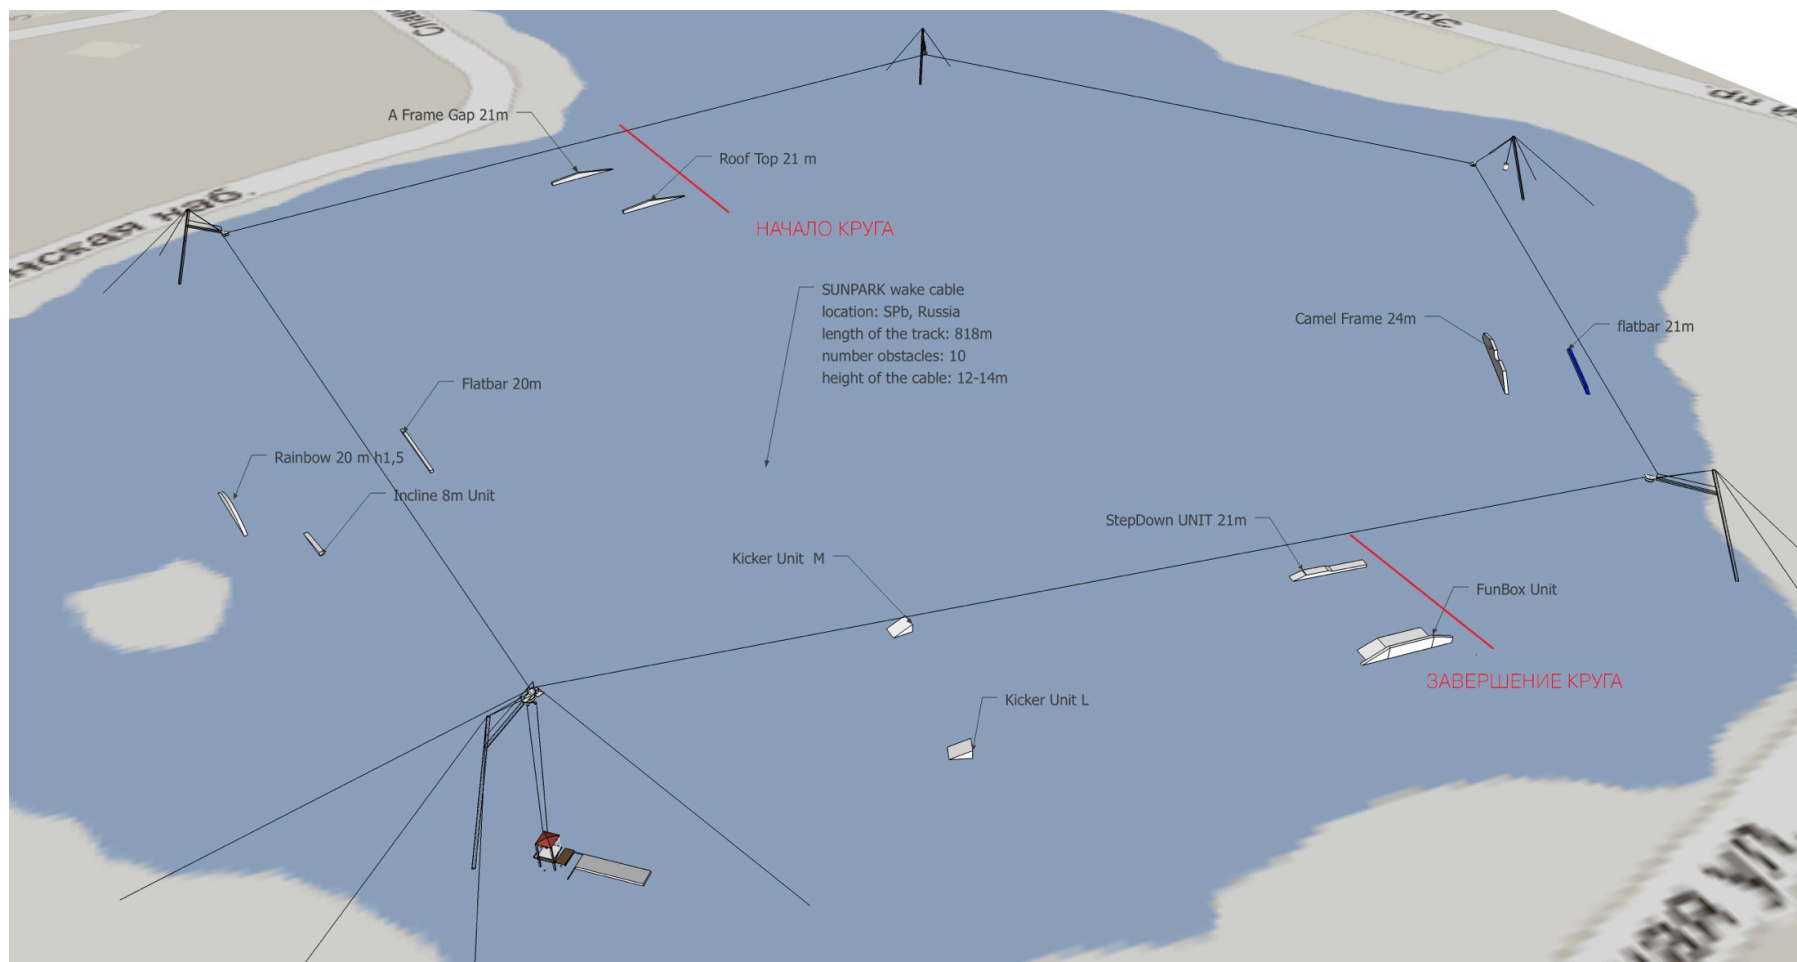 A Frame Gap 21m
Roof Top 21 m
НАЧАЛО КРУГА
SUNPARK wake cable
location: SPb, Russia
length of the track: 818m
number obstacles: 10
height of the cable: 12-14m
Camel Frame 24m
flatbar 21m
Flatbar 20m
Rainbow 20 m h1,5
Incline 8m Unit
StepDown UNIT 21m
Kicker Unit M
FunBox Unit
ЗАВЕРШЕНИЕ КРУГА
Kicker Unit L